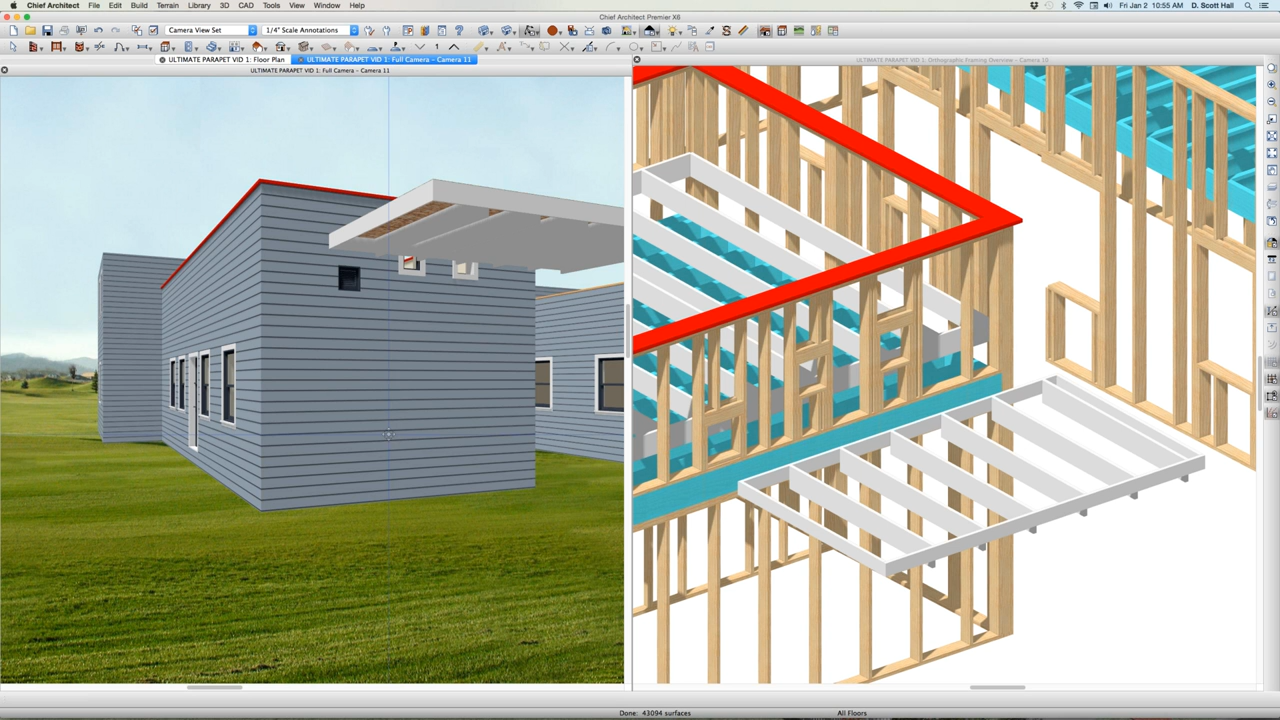 Chief Architect File Edit Build Terrain Library 3D CAD Tools View Window Help
Fri Jan 2 10:55 AM D. Scott Hall
Chief Architect Premier X6
Camera View Set
1/4" Scale Annotations
ULTIMATE PARAPET VID 1: Floor Plan
ULTIMATE PARAPET VID 1: Full Camera – Camera 11
ULTIMATE PARAPET VID 1: Orthographic Framing Overview – Camera 10
ULTIMATE PARAPET VID 1: Full Camera – Camera 11
Done: 43094 surfaces
All Floors